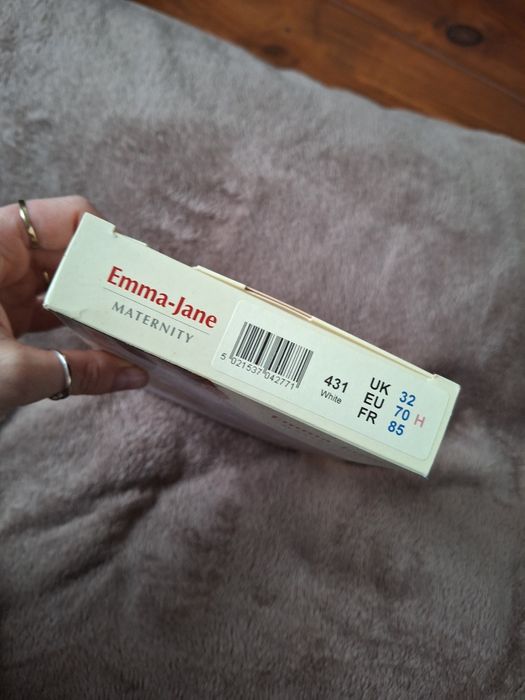 Emma-Jane
MATERNITY
5 021537 042771
431
White
UK 32
EU 70 H
FR 85